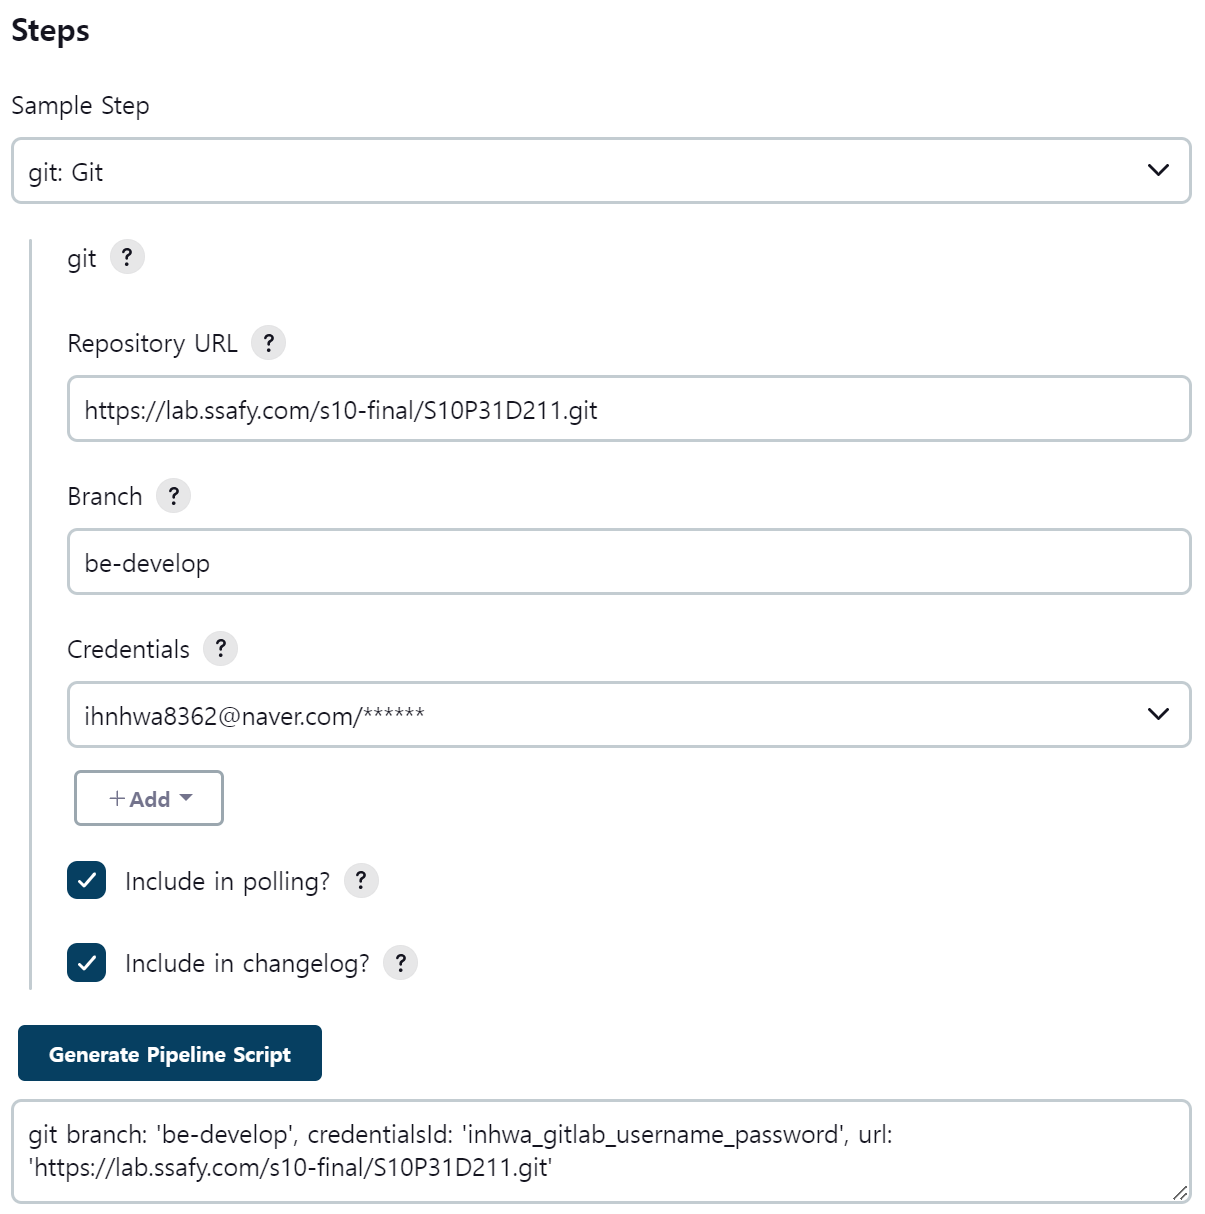 Steps
Sample Step
git: Git
git ?
Repository URL ?
https://lab.ssafy.com/s10-final/S10P31D211.git
Branch ?
be-develop
Credentials ?
ihnhwa8362@naver.com/******
+ Add
Include in polling? ?
Include in changelog? ?
Generate Pipeline Script
git branch: 'be-develop', credentialsId: 'inhwa_gitlab_username_password', url:
'https://lab.ssafy.com/s10-final/S10P31D211.git'